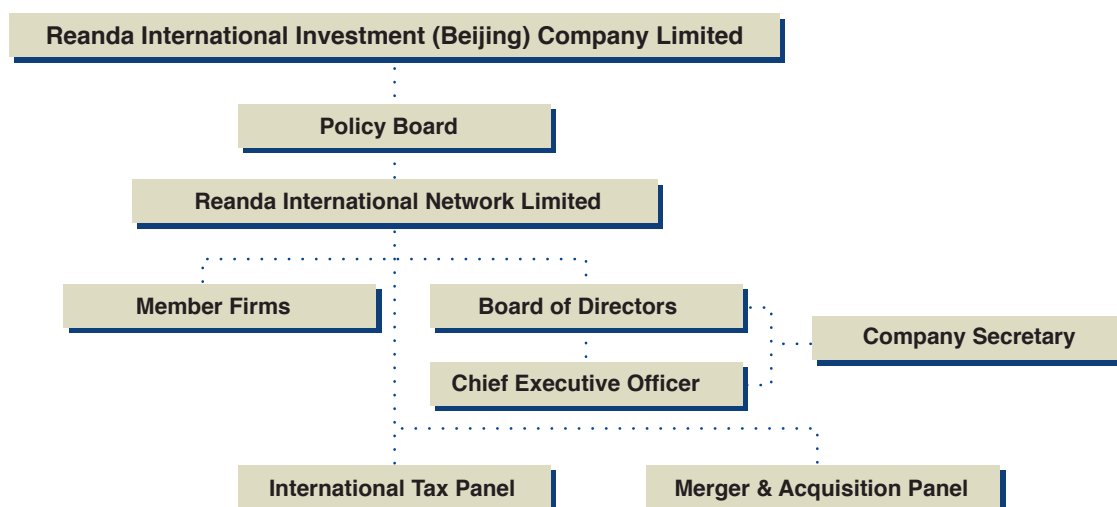 Reanda International Investment (Beijing) Company Limited
Policy Board
Reanda International Network Limited
Member Firms
Board of Directors
Company Secretary
Chief Executive Officer
International Tax Panel
Merger & Acquisition Panel